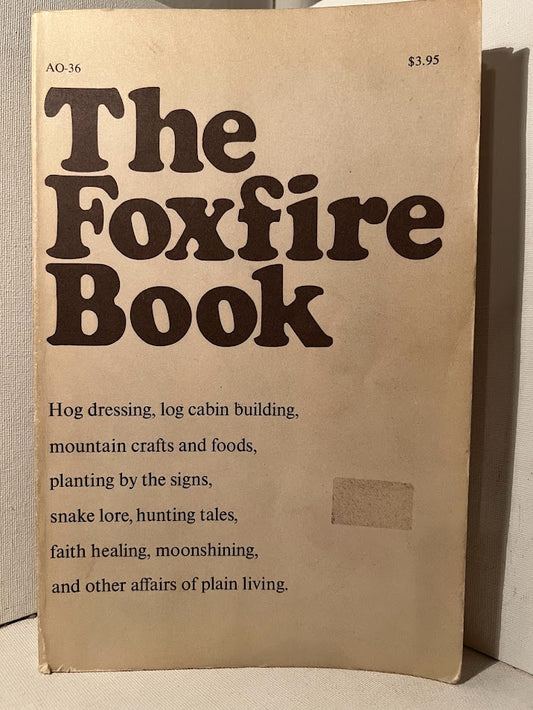 AO-36
$3.95
The
Foxfire
Book
Hog dressing, log cabin building,
mountain crafts and foods,
planting by the signs,
snake lore, hunting tales,
faith healing, moonshining,
and other affairs of plain living.